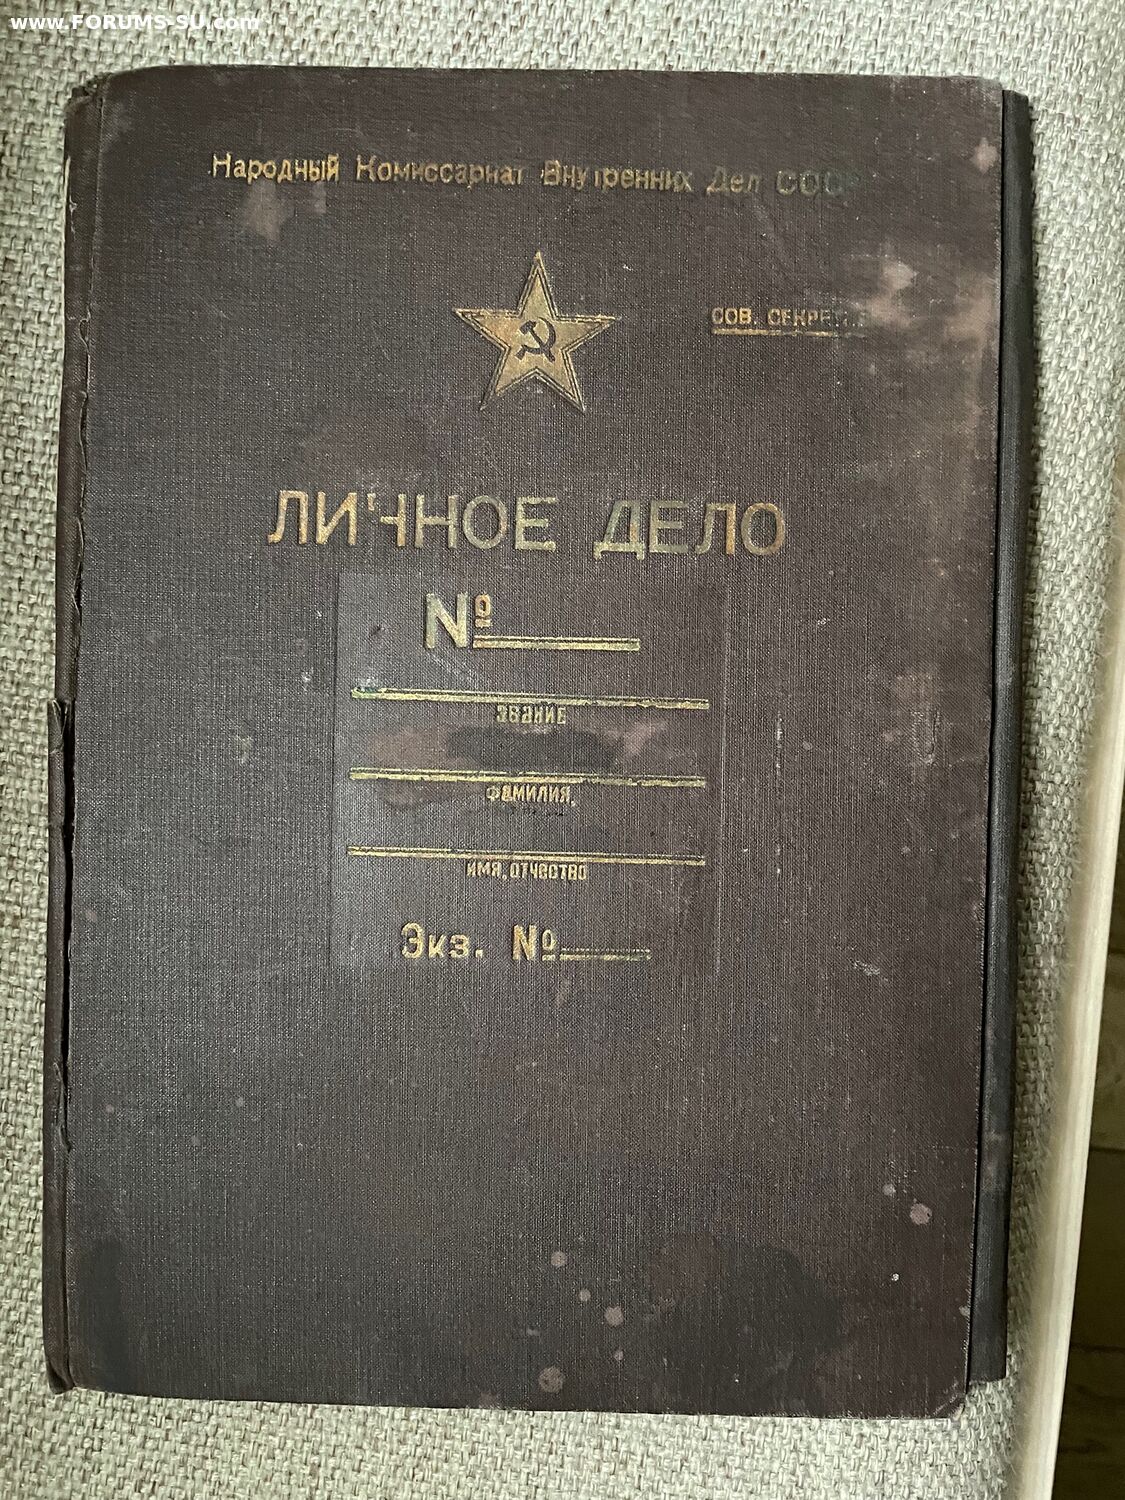 www.FORUMS-SU.com
Народный Комиссариат Внутренних Дел СССР
СОВ. СЕКРЕТНО
ЛИЧНОЕ ДЕЛО
№
звание
фамилия,
имя, отчество
Экз. №